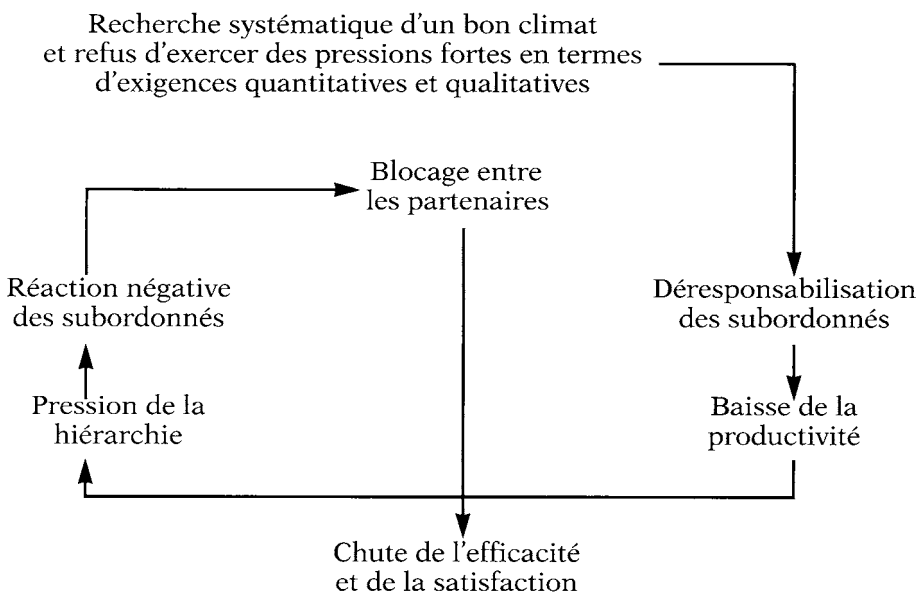 Recherche systématique d'un bon climat
et refus d'exercer des pressions fortes en termes
d'exigences quantitatives et qualitatives
Blocage entre
les partenaires
Réaction négative
des subordonnés
Déresponsabilisation
des subordonnés
Pression de la
hiérarchie
Baisse de la
productivité
Chute de l'efficacité
et de la satisfaction